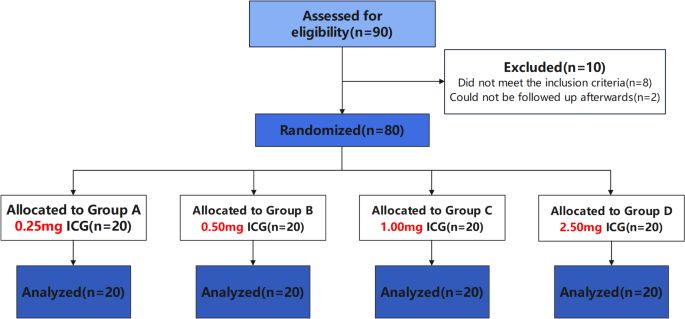 Assessed for
eligibility(n=90)
Excluded(n=10)
Did not meet the inclusion criteria(n=8)
Could not be followed up afterwards(n=2)
Randomized(n=80)
Allocated to Group A
0.25mg ICG(n=20)
Allocated to Group B
0.50mg ICG(n=20)
Allocated to Group C
1.00mg ICG(n=20)
Allocated to Group D
2.50mg ICG(n=20)
Analyzed(n=20)
Analyzed(n=20)
Analyzed(n=20)
Analyzed(n=20)